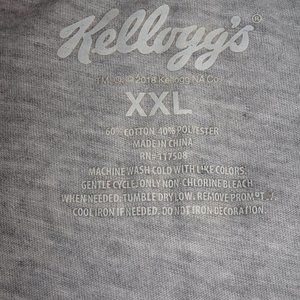 Kellogg's®
TM, ®, © 2018 Kellogg NA Co.
XXL
60% COTTON 40% POLYESTER
MADE IN CHINA
RN# 117508
MACHINE WASH COLD WITH LIKE COLORS.
GENTLE CYCLE. ONLY NON-CHLORINE BLEACH
WHEN NEEDED. TUMBLE DRY LOW. REMOVE PROMPTLY.
COOL IRON IF NEEDED. DO NOT IRON DECORATION.